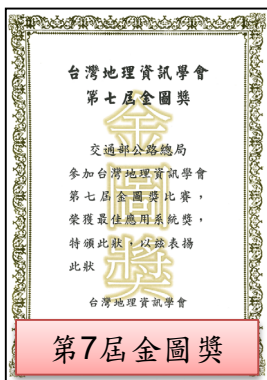 台灣地理資訊學會
第七屆金圖獎
金圖獎
交通部公路總局
參加台灣地理資訊學會
第七屆金圖獎比賽，
榮獲最佳應用系統獎，
特頒此狀，以茲表揚
此狀
台灣地理資訊學會
第7屆金圖獎